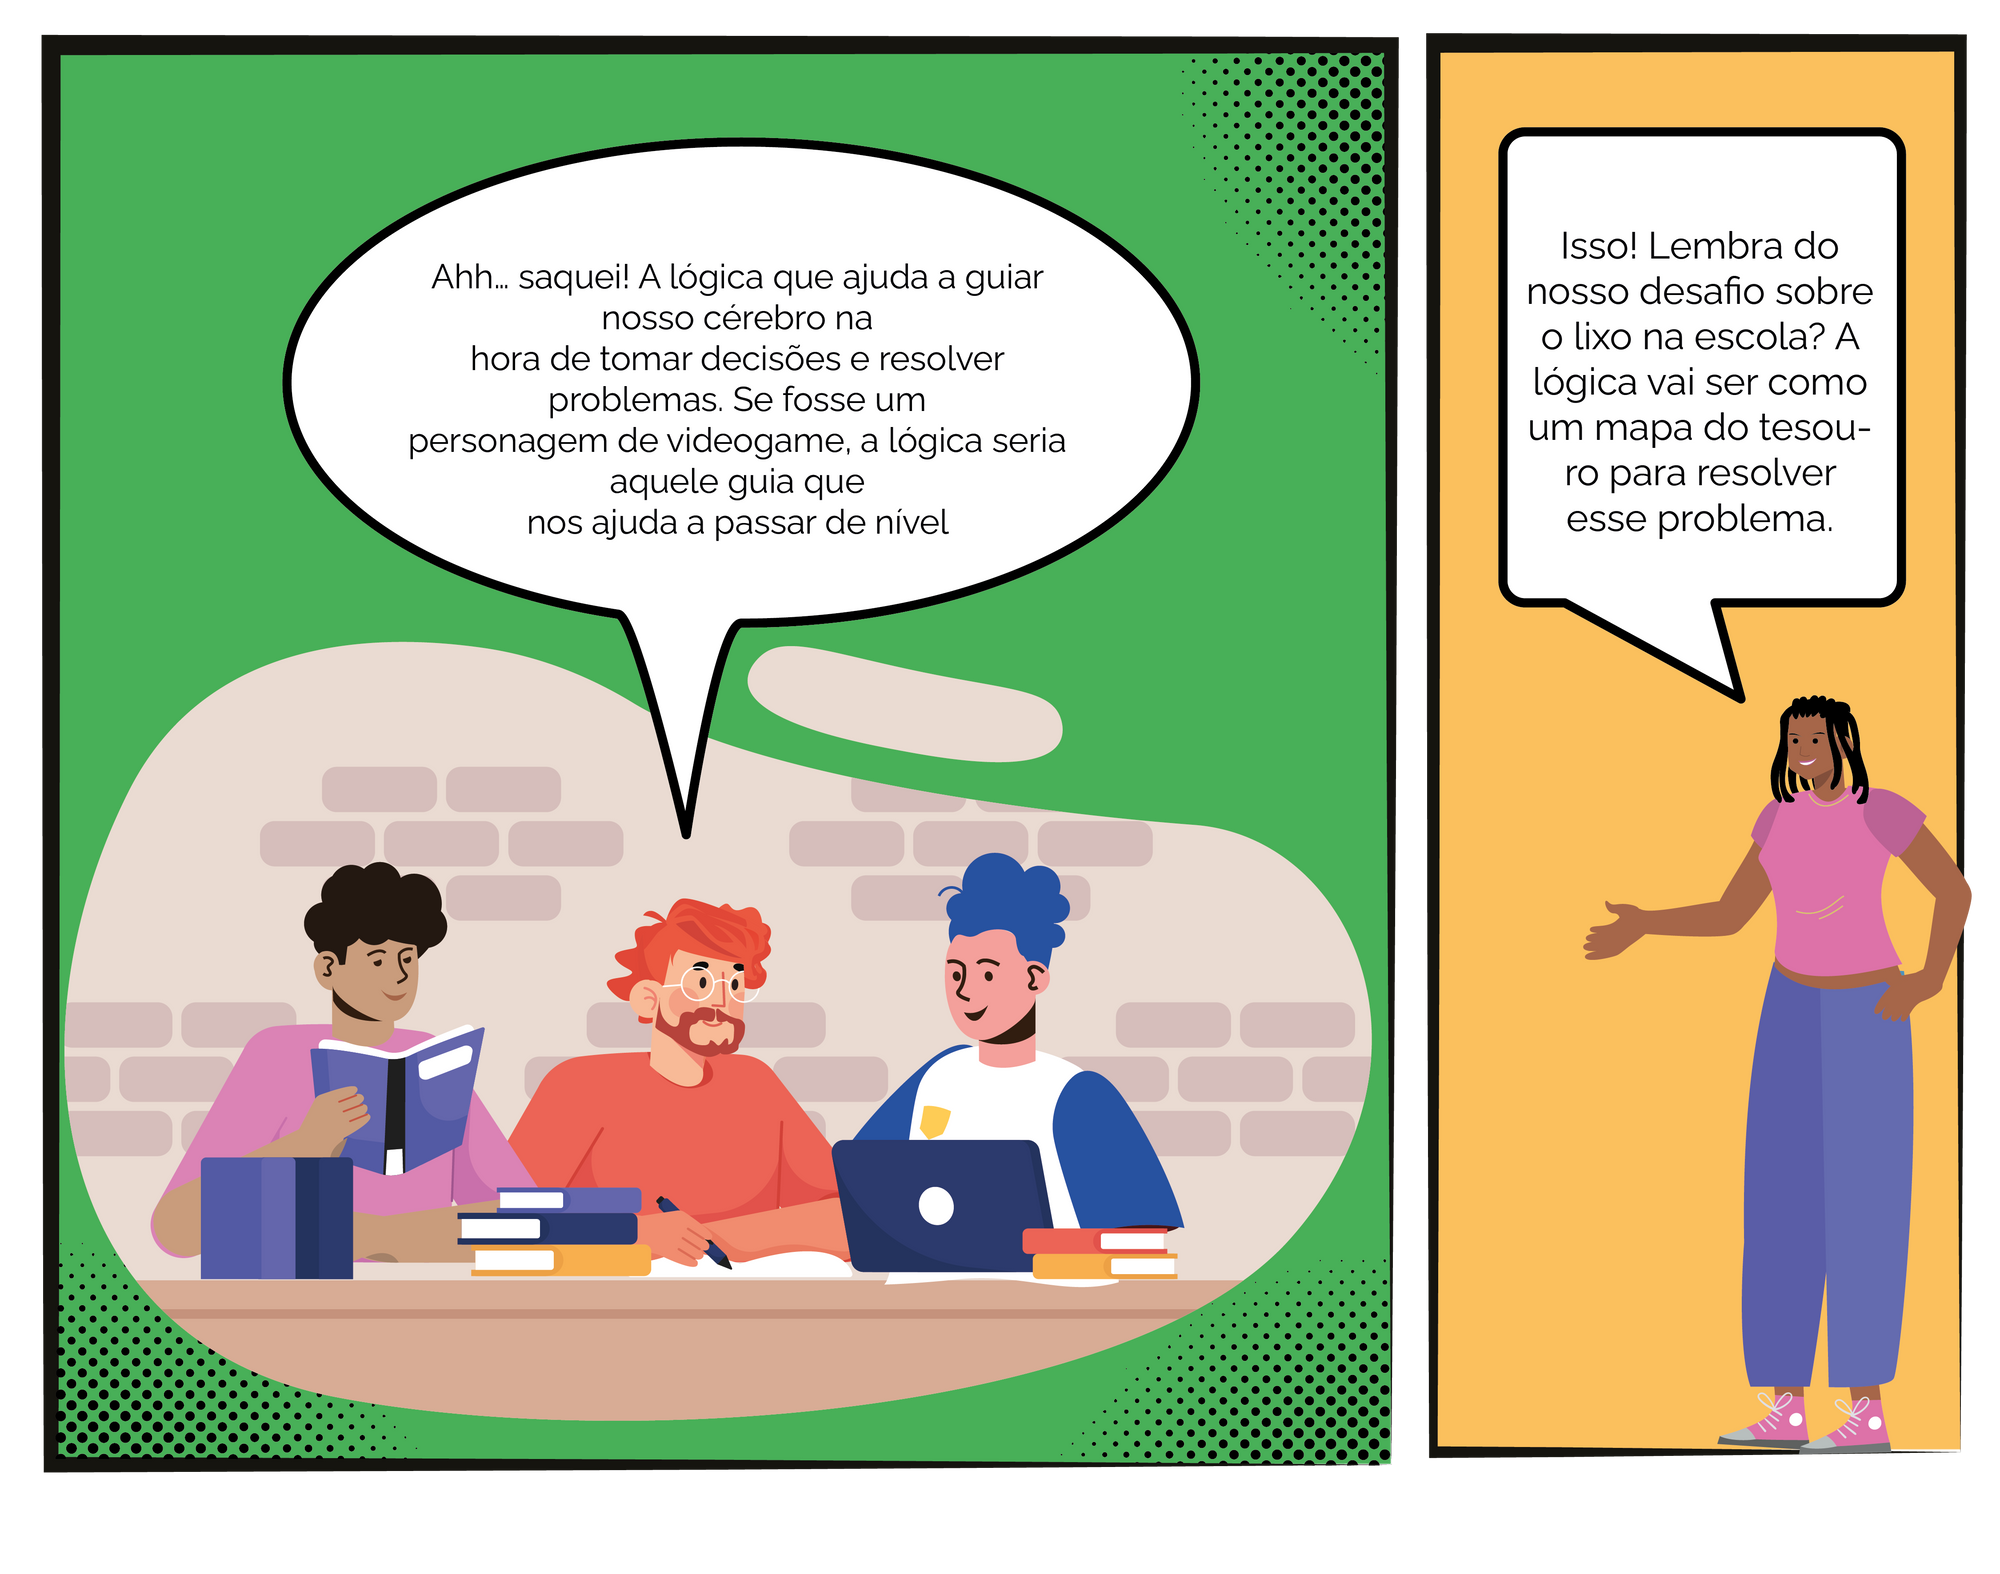 Ahh... saquei! A lógica que ajuda a guiar
nosso cérebro na
hora de tomar decisões e resolver
problemas. Se fosse um
personagem de videogame, a lógica seria
aquele guia que
nos ajuda a passar de nível
Isso! Lembra do
nosso desafio sobre
o lixo na escola? A
lógica vai ser como
um mapa do tesou-
ro para resolver
esse problema.